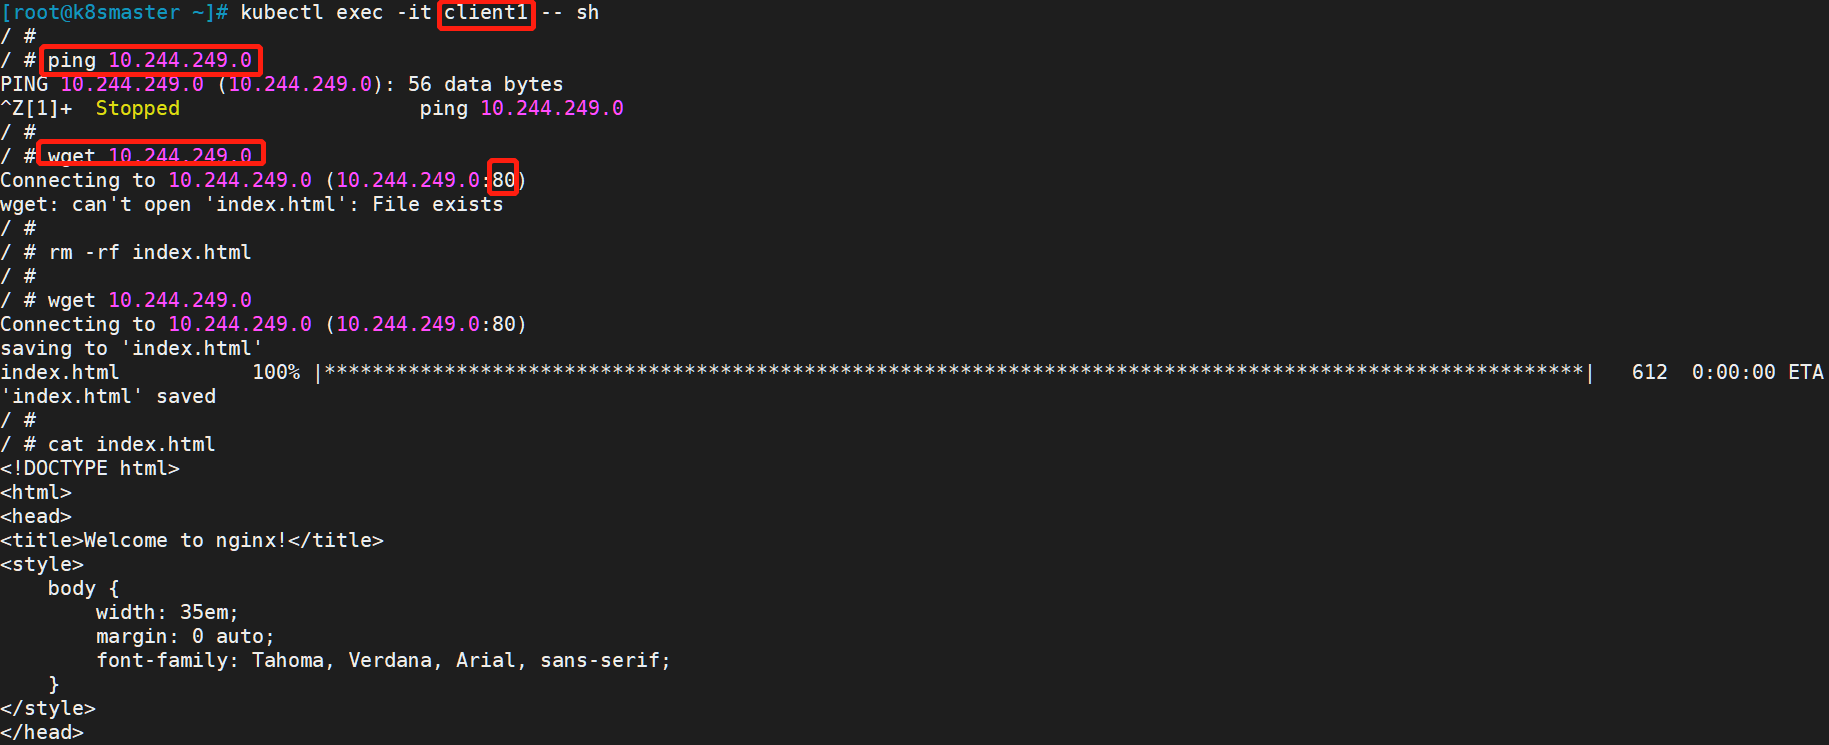 [root@k8smaster ~]# kubectl exec -it client1 -- sh
/ #
/ # ping 10.244.249.0
PING 10.244.249.0 (10.244.249.0): 56 data bytes
^Z[1]+  Stopped                    ping 10.244.249.0
/ #
/ # wget 10.244.249.0
Connecting to 10.244.249.0 (10.244.249.0:80)
wget: can't open 'index.html': File exists
/ #
/ # rm -rf index.html
/ #
/ # wget 10.244.249.0
Connecting to 10.244.249.0 (10.244.249.0:80)
saving to 'index.html'
index.html           100% |*********************************************************************************************************|   612  0:00:00 ETA
'index.html' saved
/ #
/ # cat index.html
<!DOCTYPE html>
<html>
<head>
<title>Welcome to nginx!</title>
<style>
    body {
        width: 35em;
        margin: 0 auto;
        font-family: Tahoma, Verdana, Arial, sans-serif;
    }
</style>
</head>